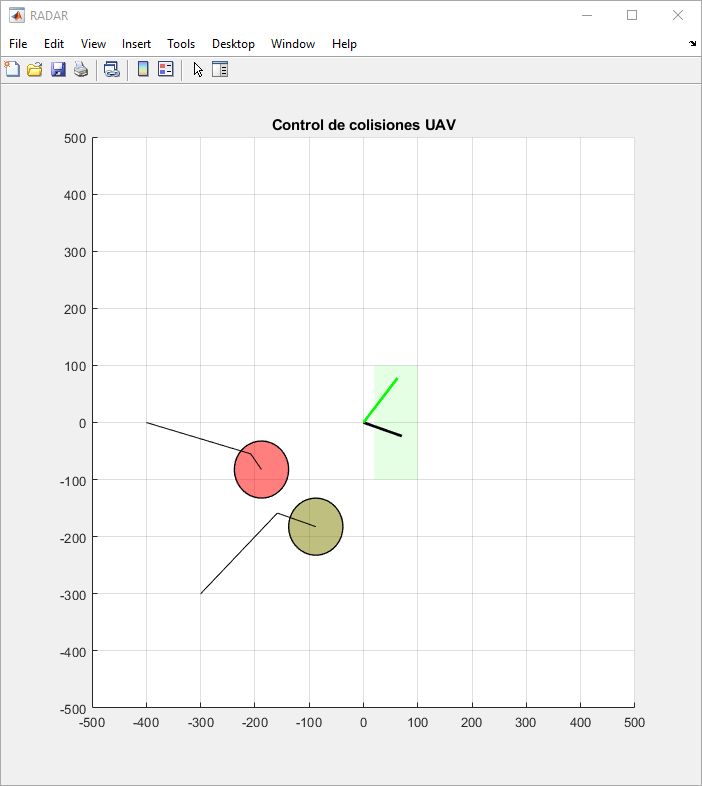 RADAR
File Edit View Insert Tools Desktop Window Help
Control de colisiones UAV
500
400
300
200
100
0
-100
-200
-300
-400
-500
-500 -400 -300 -200 -100 0 100 200 300 400 500